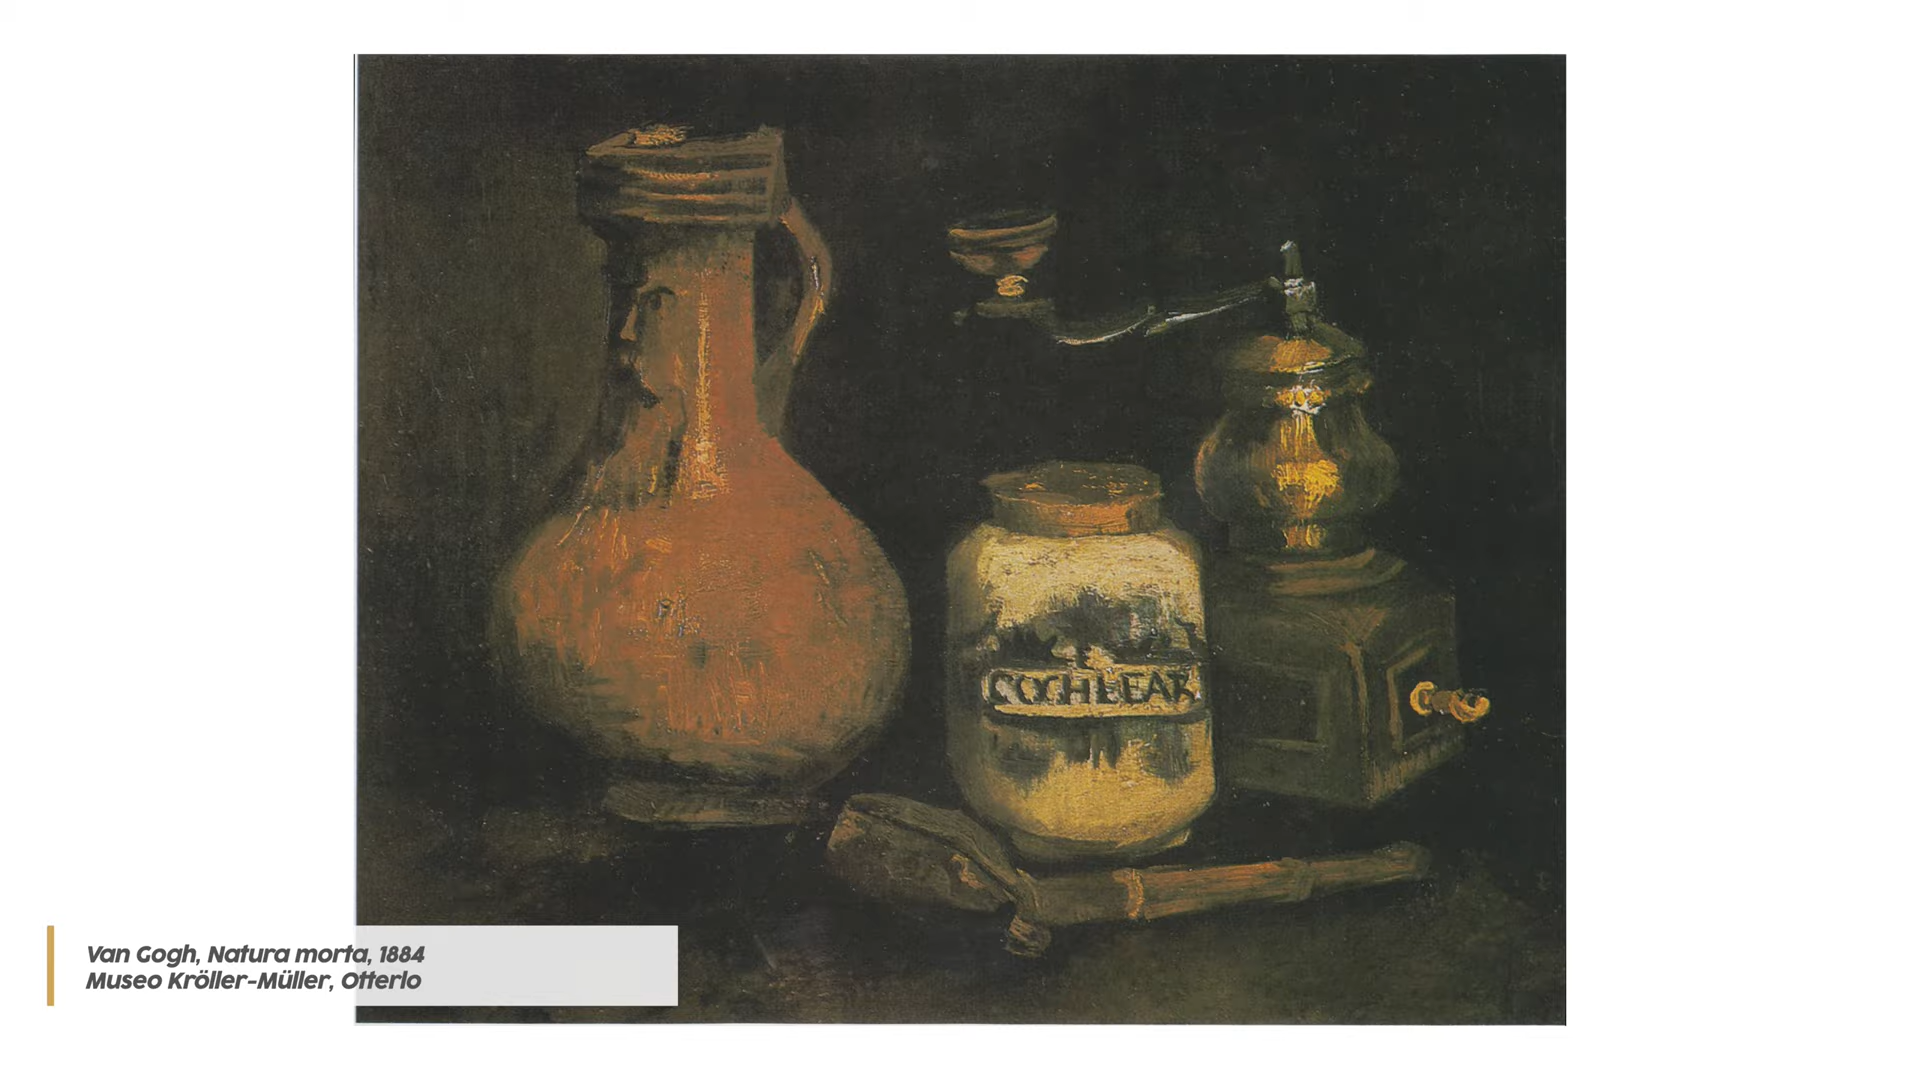 COCHLEAR
Van Gogh, Natura morta, 1884
Museo Kröller-Müller, Otterlo